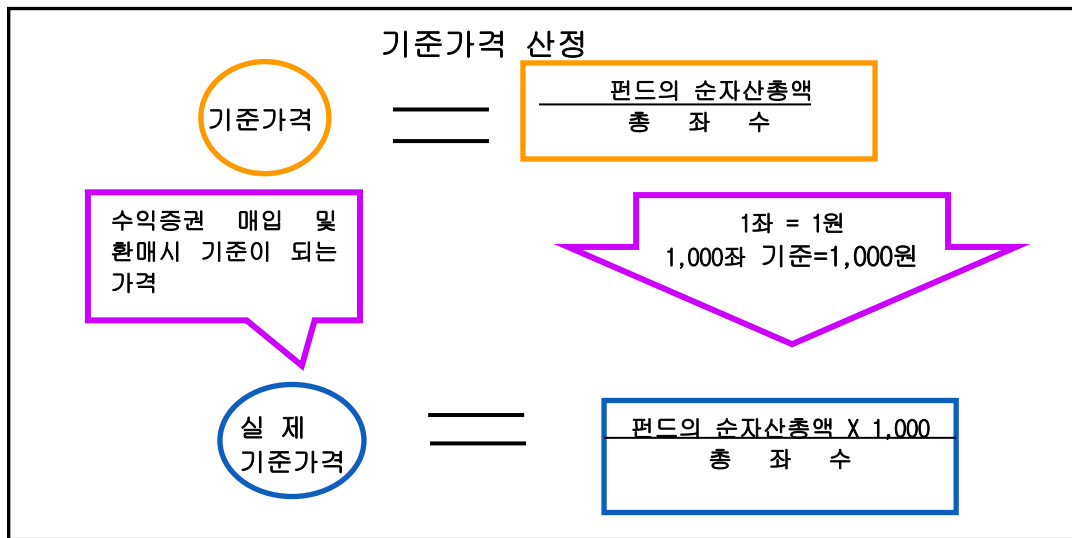 기준가격 산정
기준가격
펀드의 순자산총액
총 좌 수
수익증권 매입 및
환매시 기준이 되는
가격
1좌 = 1원
1,000좌 기준=1,000원
실 제
기준가격
펀드의 순자산총액 X 1,000
총 좌 수